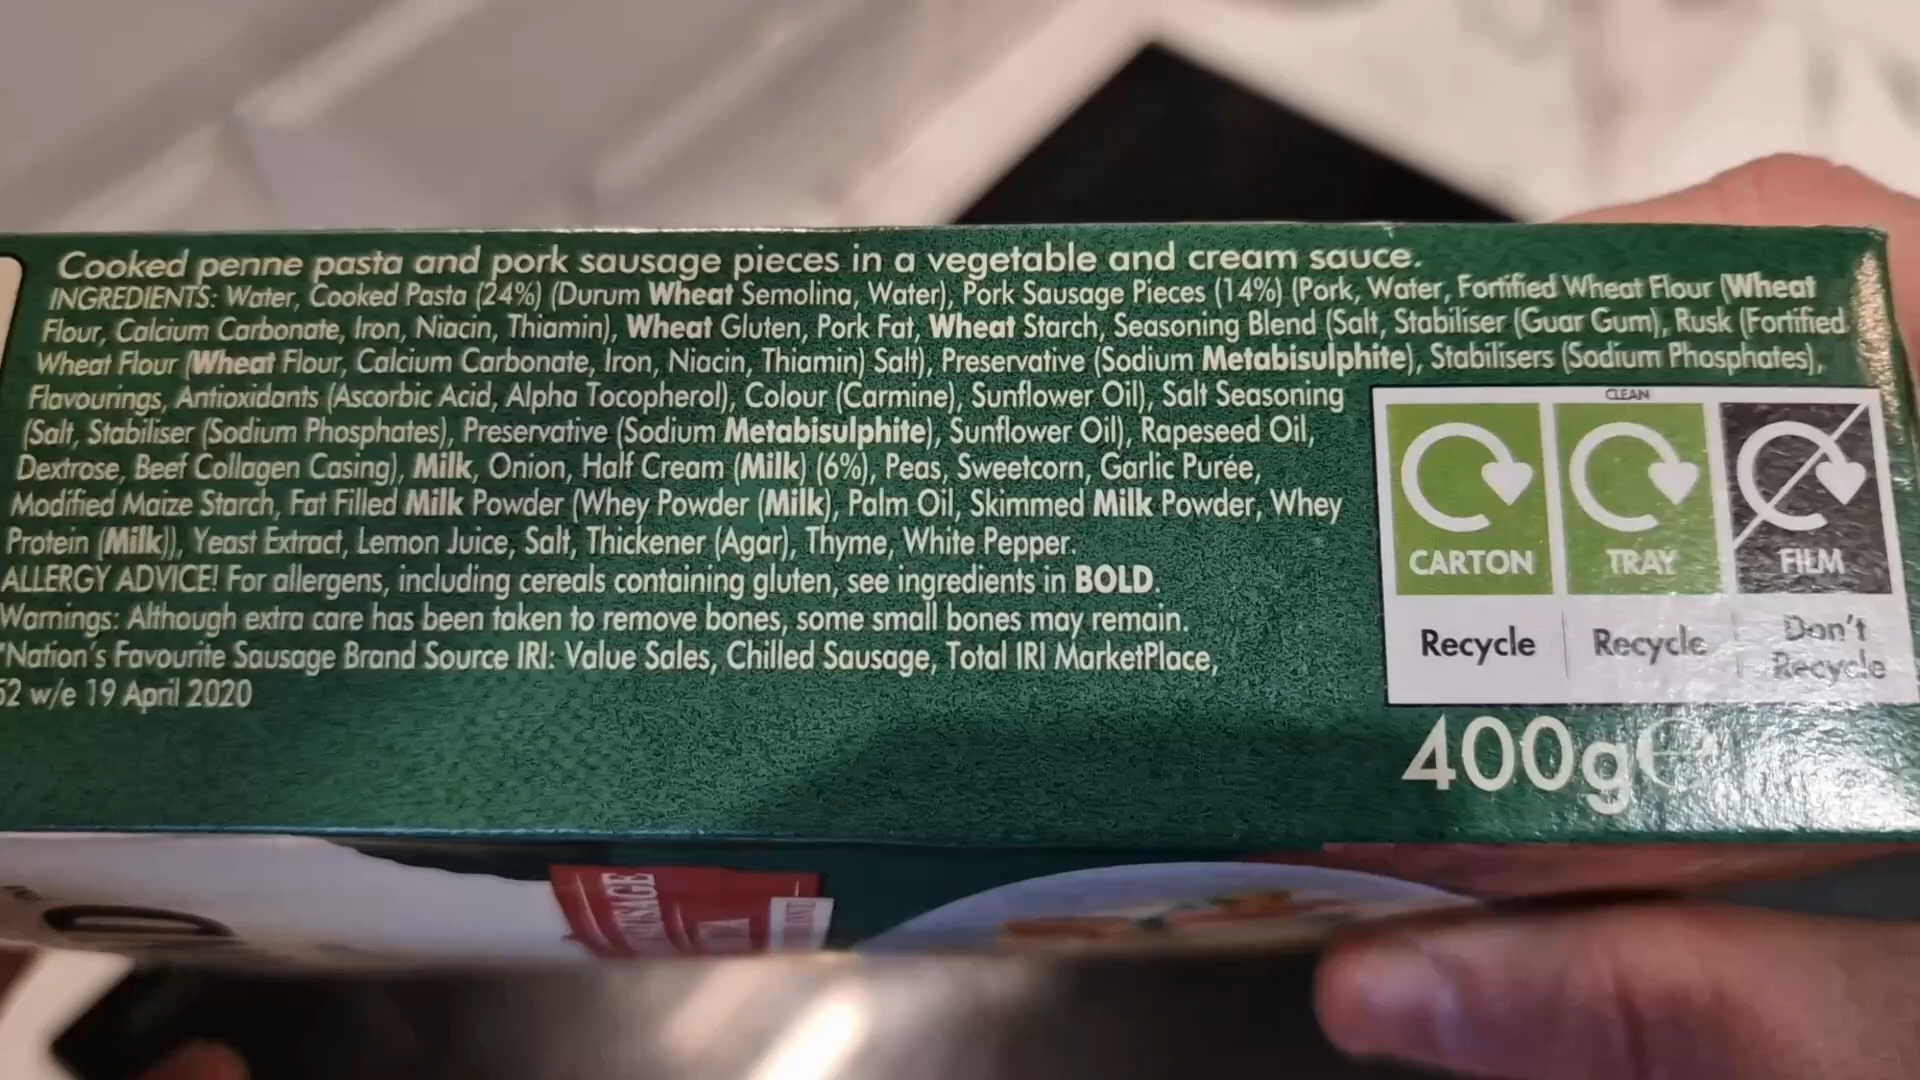 Cooked penne pasta and pork sausage pieces in a vegetable and cream sauce.
INGREDIENTS: Water, Cooked Pasta (24%) (Durum Wheat Semolina, Water), Pork Sausage Pieces (14%) (Pork, Water, Fortified Wheat Flour (Wheat
Flour, Calcium Carbonate, Iron, Niacin, Thiamin), Wheat Gluten, Pork Fat, Wheat Starch, Seasoning Blend (Salt, Stabiliser (Guar Gum), Rusk (Fortified
Wheat Flour (Wheat Flour, Calcium Carbonate, Iron, Niacin, Thiamin) Salt), Preservative (Sodium Metabisulphite), Stabilisers (Sodium Phosphates),
Flavourings, Antioxidants (Ascorbic Acid, Alpha Tocopherol), Colour (Carmine), Sunflower Oil), Salt Seasoning
(Salt, Stabiliser (Sodium Phosphates), Preservative (Sodium Metabisulphite), Sunflower Oil), Rapeseed Oil,
Dextrose, Beef Collagen Casing), Milk, Onion, Half Cream (Milk) (6%), Peas, Sweetcorn, Garlic Purée,
Modified Maize Starch, Fat Filled Milk Powder (Whey Powder (Milk), Palm Oil, Skimmed Milk Powder, Whey
Protein (Milk)), Yeast Extract, Lemon Juice, Salt, Thickener (Agar), Thyme, White Pepper.
ALLERGY ADVICE! For allergens, including cereals containing gluten, see ingredients in BOLD.
Warnings: Although extra care has been taken to remove bones, some small bones may remain.
*Nation's Favourite Sausage Brand Source IRI: Value Sales, Chilled Sausage, Total IRI MarketPlace,
52 w/e 19 April 2020
CLEAN
CARTON TRAY FILM
Recycle Recycle Don't
Recycle
400g℮